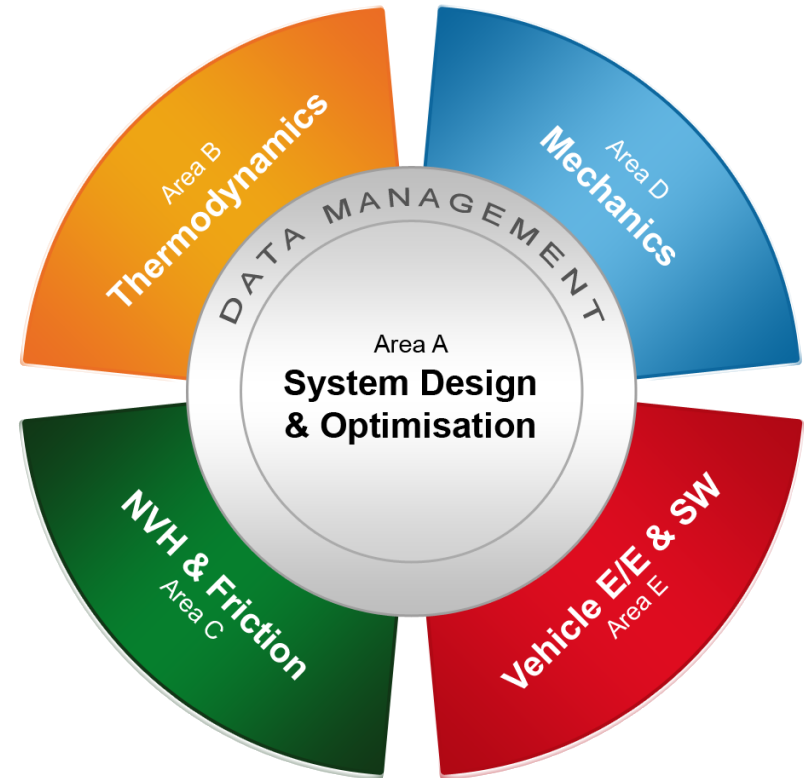 Area B
Thermodynamics
Area D
Mechanics
DATA MANAGEMENT
Area A
System Design
& Optimisation
NVH & Friction
Area C
Vehicle E/E & SW
Area E